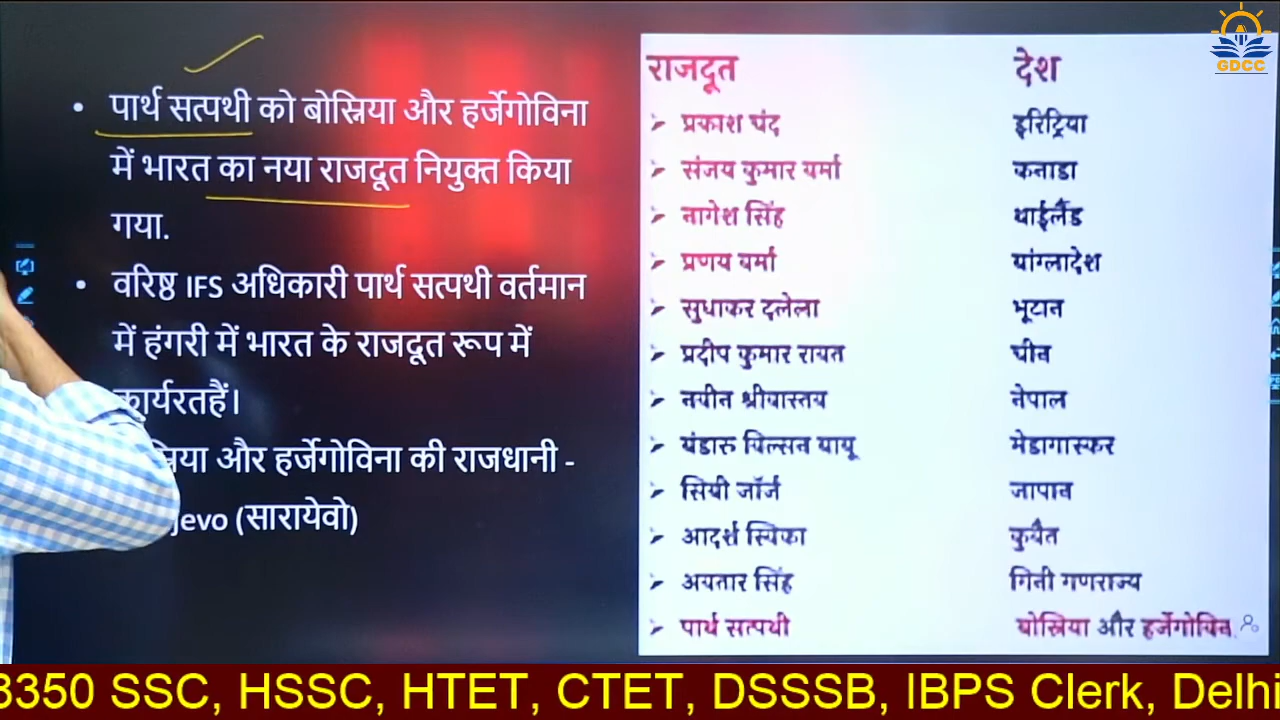 GDCC
• पार्थ सत्पथी को बोस्निया और हर्जेगोविना
में भारत का नया राजदूत नियुक्त किया
गया.
• वरिष्ठ IFS अधिकारी पार्थ सत्पथी वर्तमान
में हंगरी में भारत के राजदूत रूप में
कार्यरतहैं।
और हर्जेगोविना की राजधानी -
(सारायेवो)
राजदूत देश
➢ प्रकाश चंद इरिट्रिया
➢ संजय कुमार वर्मा कनाडा
➢ नागेश सिंह थाईलैंड
➢ प्रणय वर्मा बांग्लादेश
➢ सुधाकर दलेला भूटान
➢ प्रदीप कुमार रावत चीन
➢ नवीन श्रीवास्तव नेपाल
➢ बंडारु विल्सन बाबू मेडागास्कर
➢ सिबी जॉर्ज जापान
➢ आदर्श स्विका कुवैत
➢ अवतार सिंह गिनी गणराज्य
➢ पार्थ सत्पथी बोस्निया और हर्जेगोविन
3350 SSC, HSSC, HTET, CTET, DSSSB, IBPS Clerk, Delhi